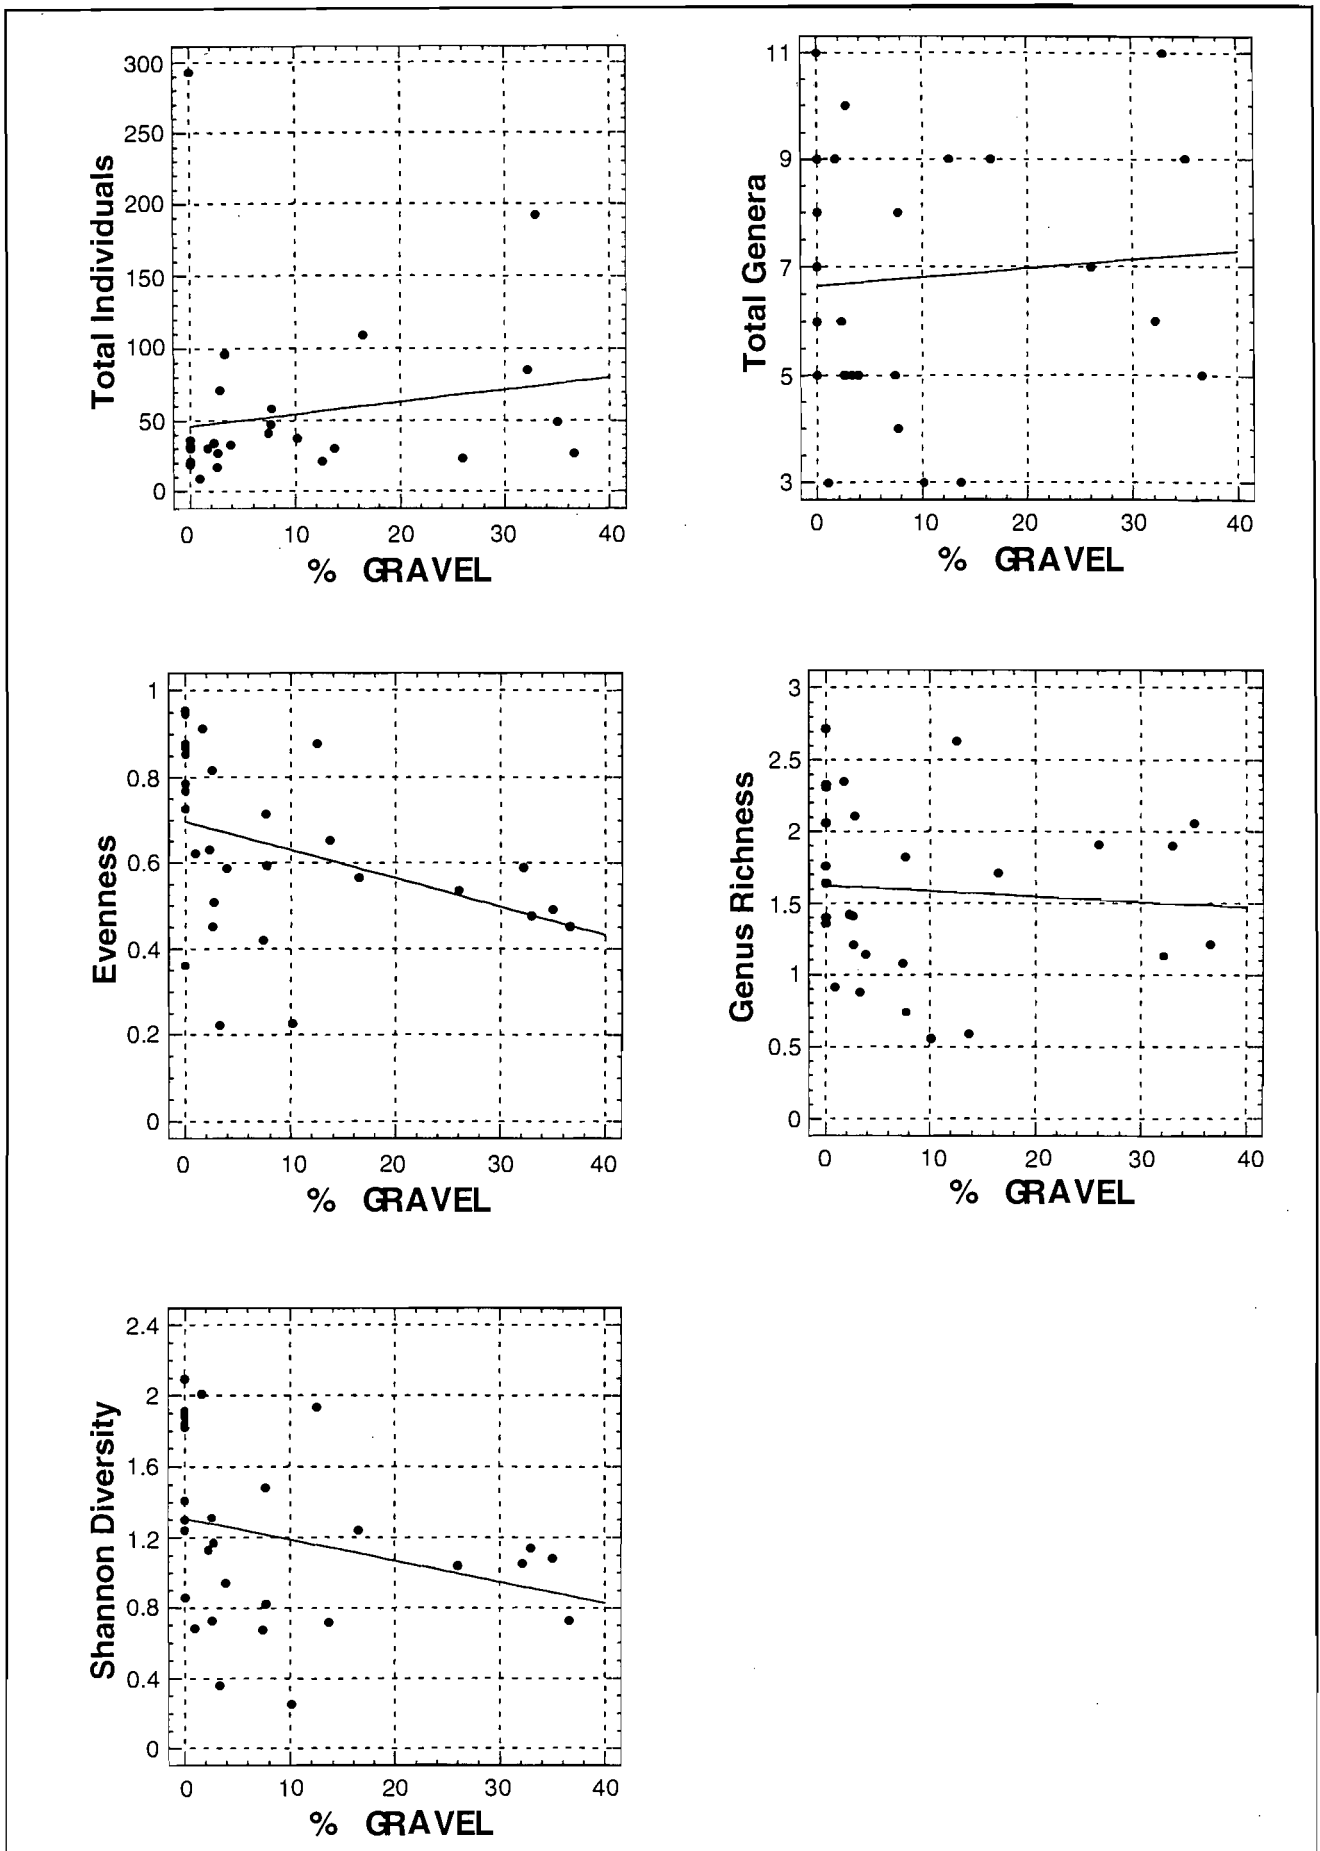 300
250
200
150
100
50
0
Total Individuals
0 10 20 30 40
% GRAVEL
11
9
7
5
3
Total Genera
0 10 20 30 40
% GRAVEL
1
0.8
0.6
0.4
0.2
0
Evenness
0 10 20 30 40
% GRAVEL
3
2.5
2
1.5
1
0.5
0
Genus Richness
0 10 20 30 40
% GRAVEL
2.4
2
1.6
1.2
0.8
0.4
0
Shannon Diversity
0 10 20 30 40
% GRAVEL